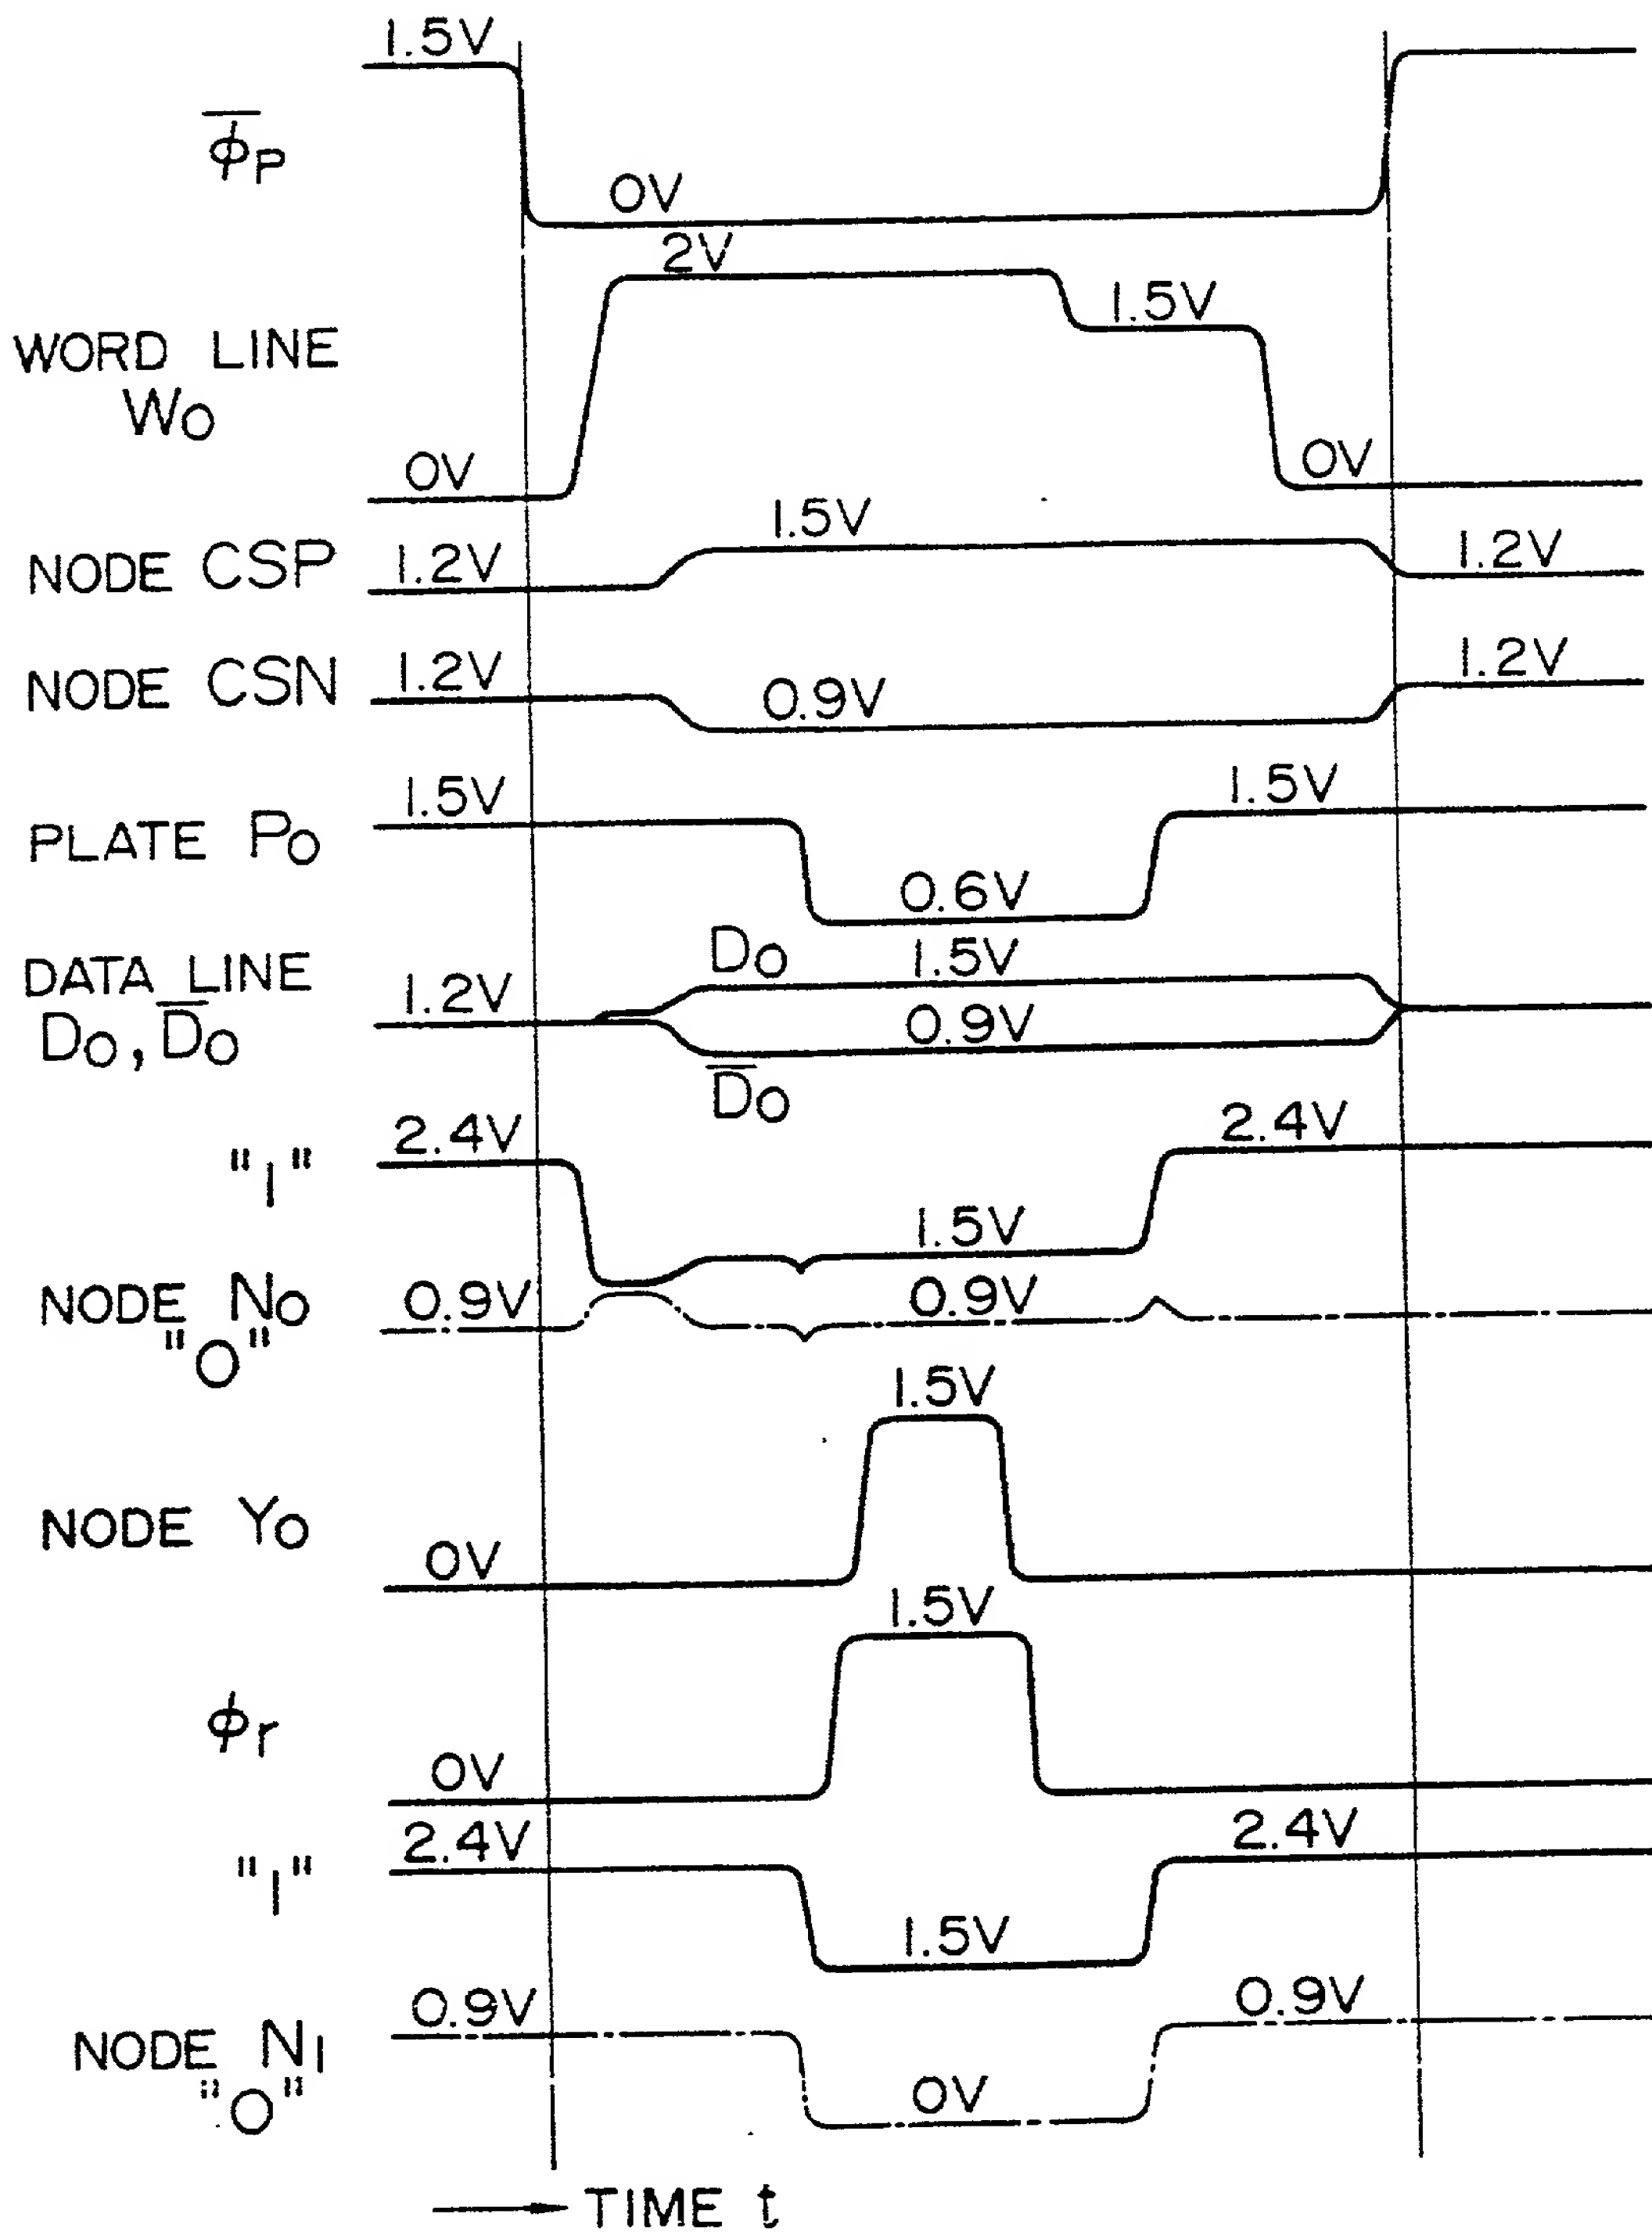 1.5V
φ̅P
0V
2V
1.5V
WORD LINE
W0
0V
0V
1.5V
NODE CSP
1.2V
1.2V
NODE CSN
1.2V
0.9V
1.2V
1.5V
1.5V
PLATE P0
0.6V
DATA LINE
D0, D̅0
1.2V
D0
1.5V
0.9V
D̅0
"1"
2.4V
2.4V
1.5V
NODE N0
0.9V
0.9V
"0"
1.5V
NODE Y0
0V
1.5V
φr
0V
2.4V
2.4V
"1"
1.5V
0.9V
0.9V
NODE N1
"0"
0V
TIME t